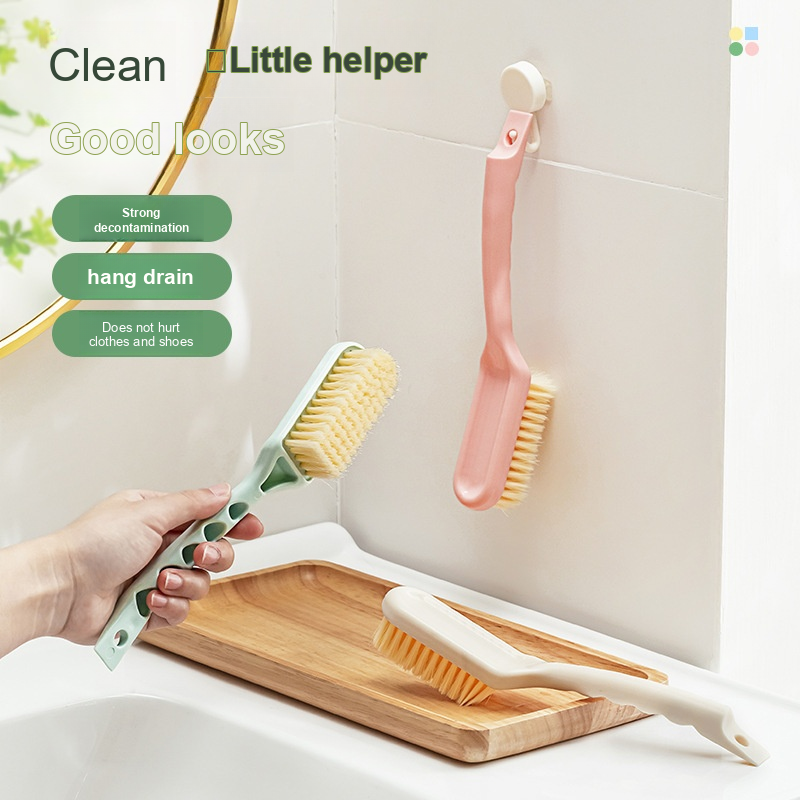 Clean
Little helper
Good looks
Strong
decontamination
hang drain
Does not hurt
clothes and shoes